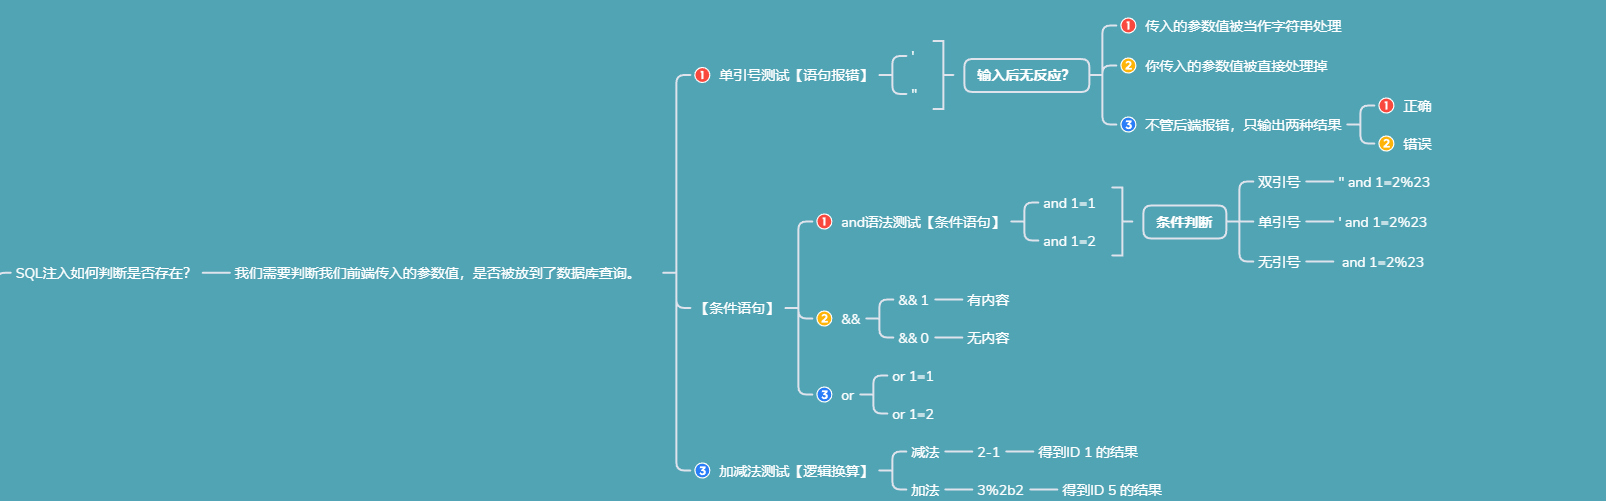 SQL注入如何判断是否存在?
我们需要判断我们前端传入的参数值，是否被放到了数据库查询。
1 单引号测试【语句报错】
'
"
输入后无反应?
1 传入的参数值被当作字符串处理
2 你传入的参数值被直接处理掉
3 不管后端报错，只输出两种结果
1 正确
2 错误
【条件语句】
1 and语法测试【条件语句】
and 1=1
and 1=2
条件判断
双引号 " and 1=2%23
单引号 ' and 1=2%23
无引号 and 1=2%23
2 &&
&& 1 有内容
&& 0 无内容
3 or
or 1=1
or 1=2
3 加减法测试【逻辑换算】
减法 2-1 得到ID 1 的结果
加法 3%2b2 得到ID 5 的结果